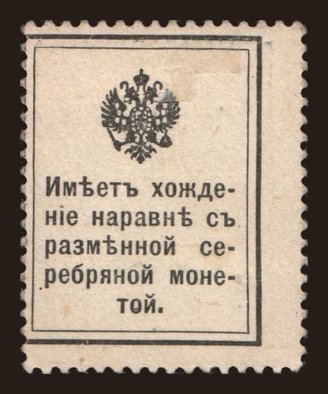 Имѣетъ хожде-
ніе наравнѣ съ
размѣнной се-
ребряной моне-
той.